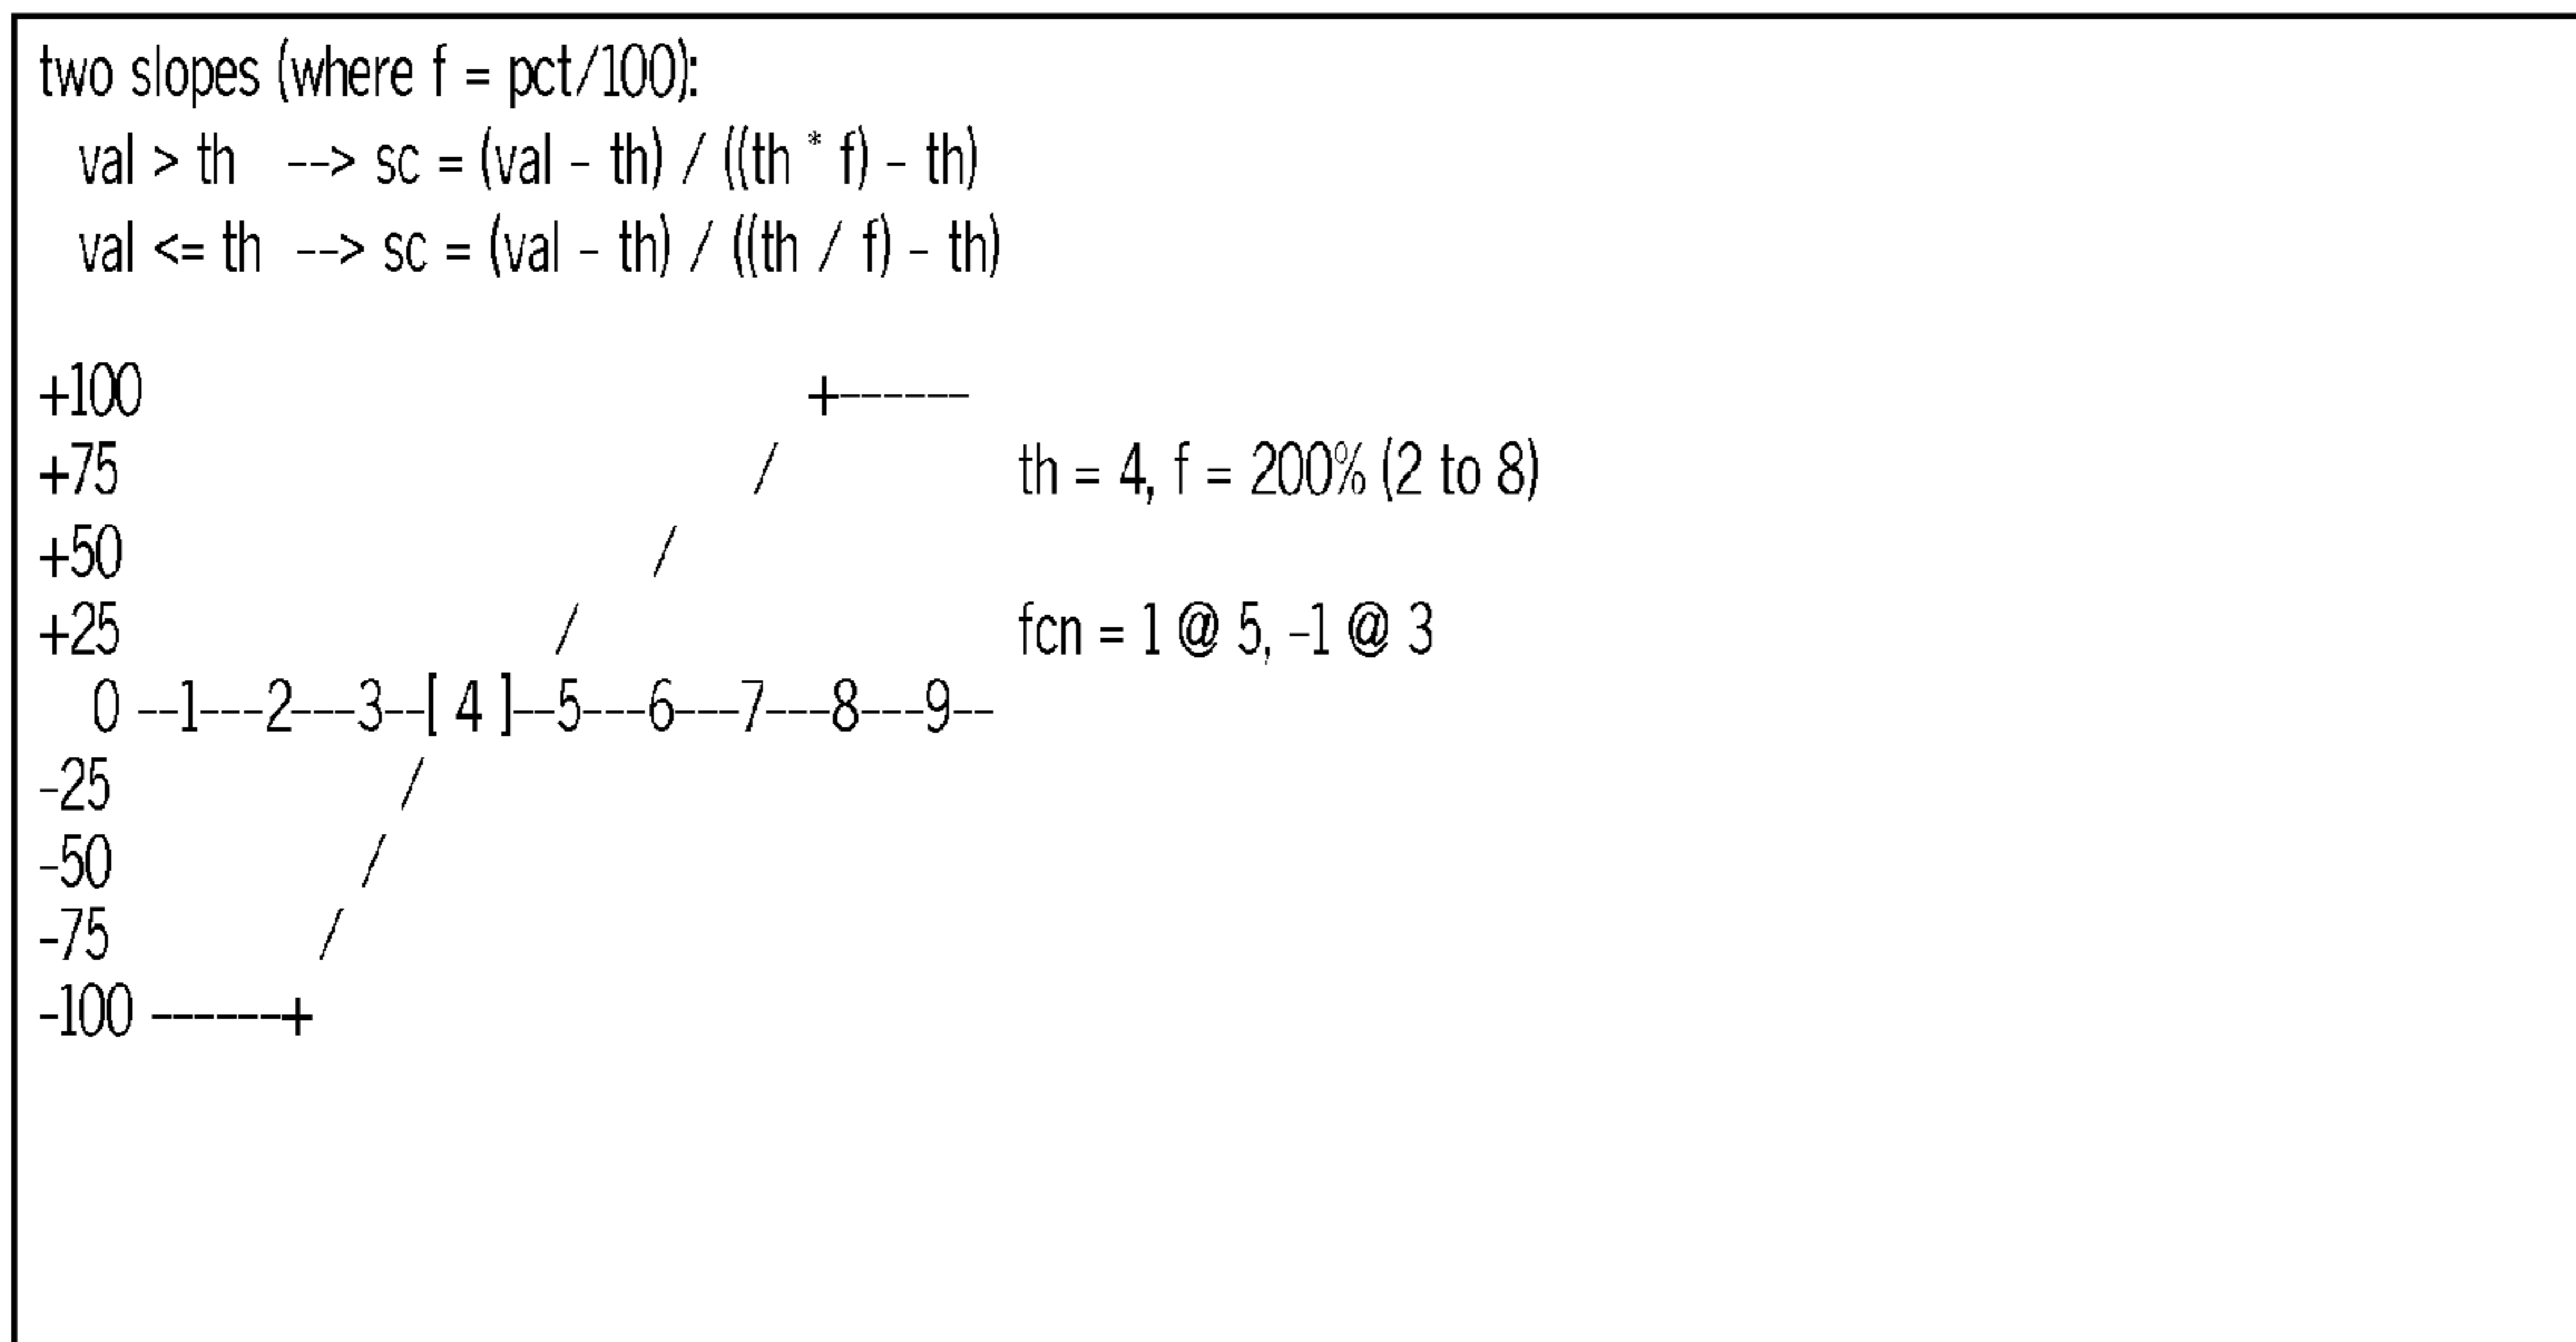 two slopes (where f = pct/100):
  val > th   --> sc = (val - th) / ((th * f) - th)
  val <= th  --> sc = (val - th) / ((th / f) - th)

+100                                  +------
+75                                /             th = 4, f = 200% (2 to 8)
+50                           /
+25                      /                       fcn = 1 @ 5, -1 @ 3
   0 --1---2---3--[ 4 ]--5---6---7---8---9--
-25               /
-50             /
-75           /
-100 ------+